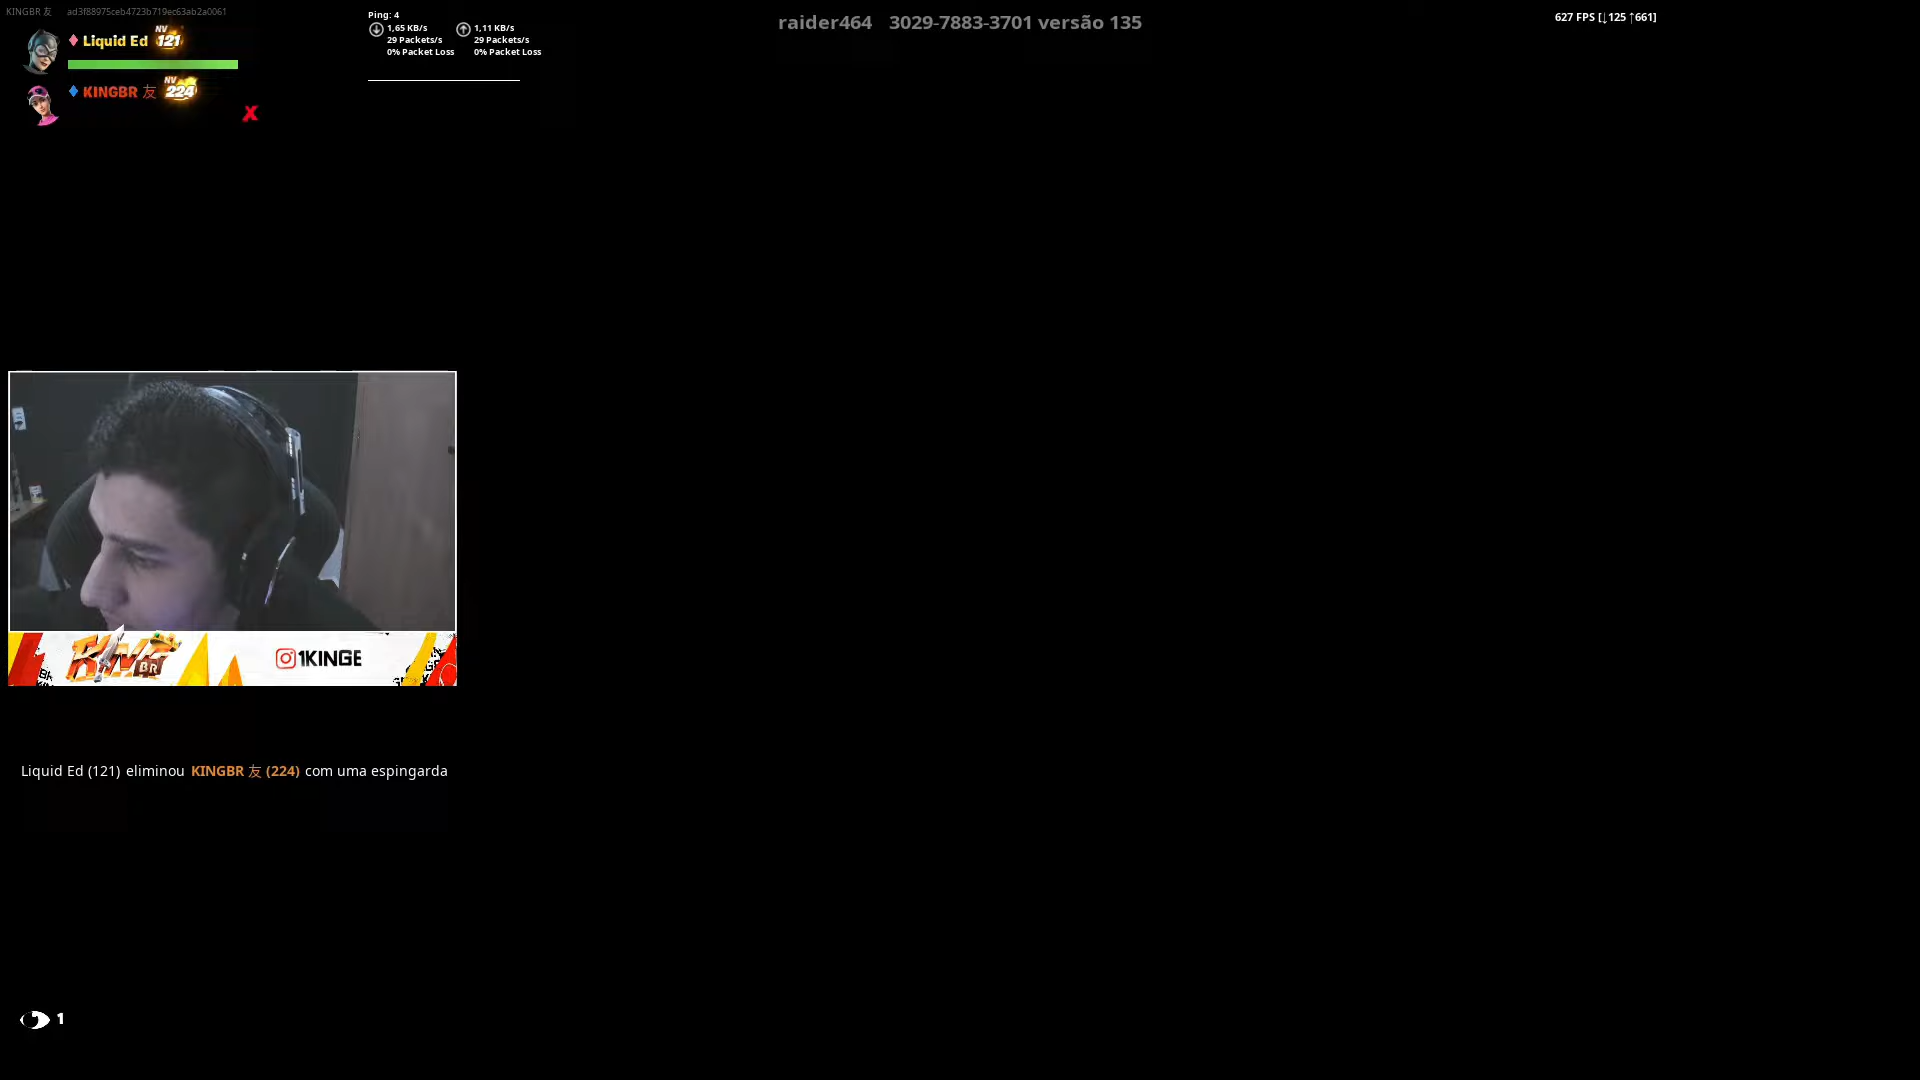 KINGBR 友 ad3f88975ceb4723b719ec63ab2a0061
Liquid Ed NV 121
KINGBR 友 NV 224
X
Ping: 4
1,65 KB/s 1,11 KB/s
29 Packets/s 29 Packets/s
0% Packet Loss 0% Packet Loss
raider464 3029-7883-3701 versão 135
627 FPS [↓125 ↑661]
KING BR
1KINGE
Liquid Ed (121) eliminou KINGBR 友 (224) com uma espingarda
1